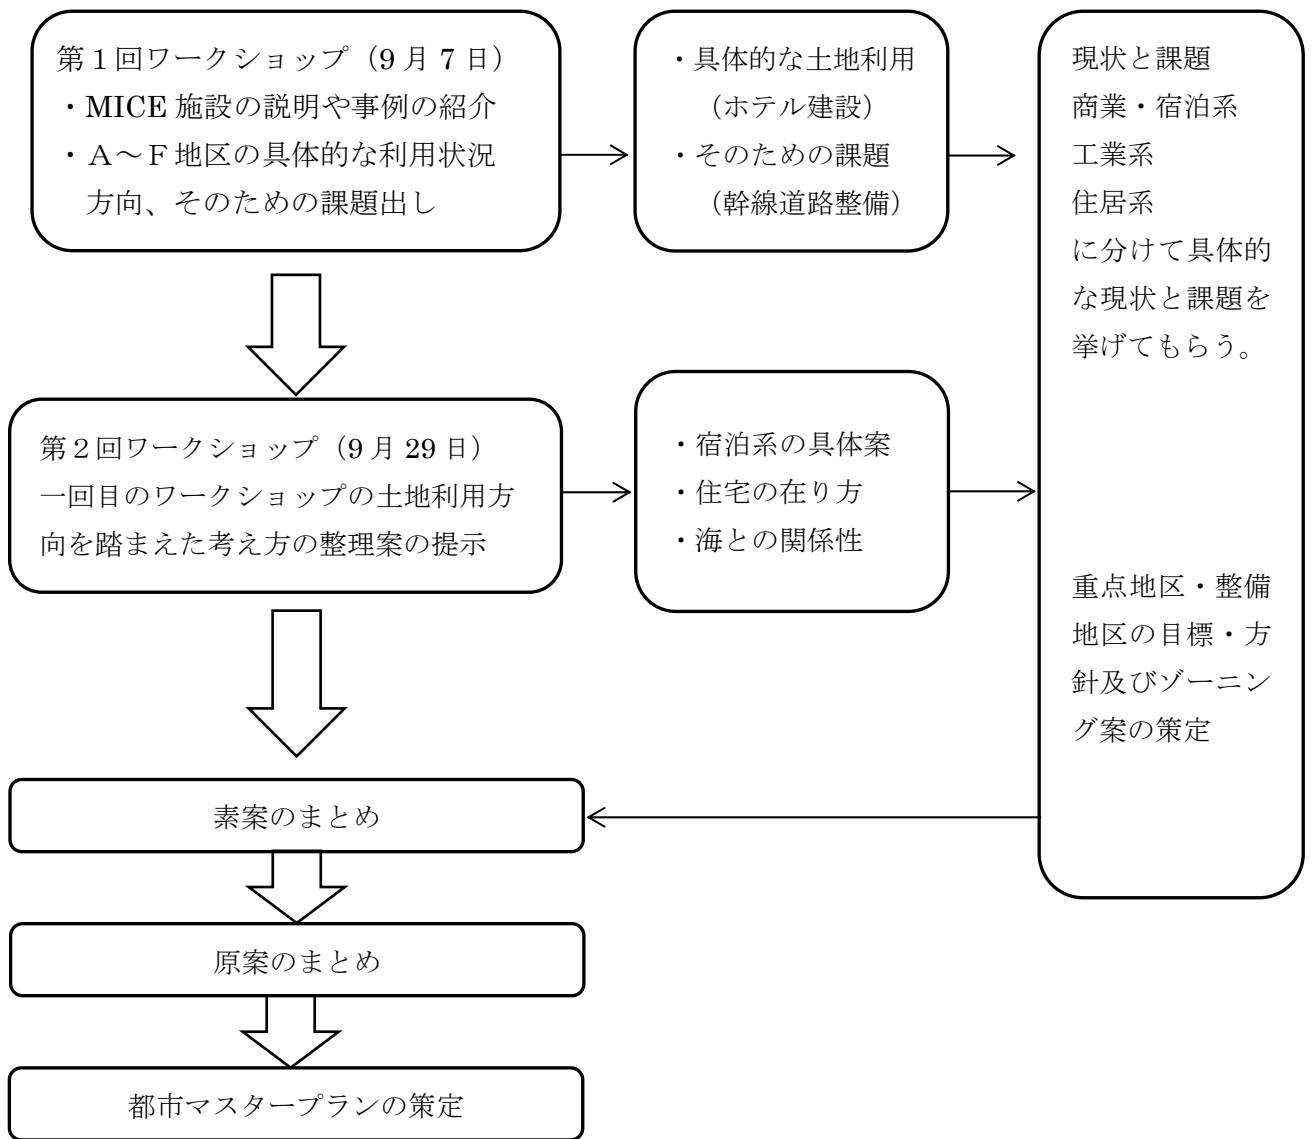 第１回ワークショップ（9 月 7 日）
・MICE 施設の説明や事例の紹介
・Ａ～Ｆ地区の具体的な利用状況
方向、そのための課題出し
・具体的な土地利用
（ホテル建設）
・そのための課題
（幹線道路整備）
現状と課題
商業・宿泊系
工業系
住居系
に分けて具体的
な現状と課題を
挙げてもらう。
第２回ワークショップ（9 月 29 日）
一回目のワークショップの土地利用方
向を踏まえた考え方の整理案の提示
・宿泊系の具体案
・住宅の在り方
・海との関係性
重点地区・整備
地区の目標・方
針及びゾーニン
グ案の策定
素案のまとめ
原案のまとめ
都市マスタープランの策定